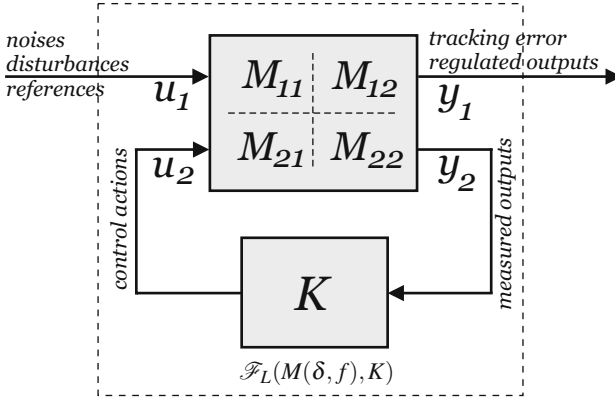 noises
disturbances
references
u₁
M₁₁
M₁₂
tracking error
regulated outputs
y₁
u₂
M₂₁
M₂₂
y₂
control actions
measured outputs
K
ℱ_L(M(δ, f), K)